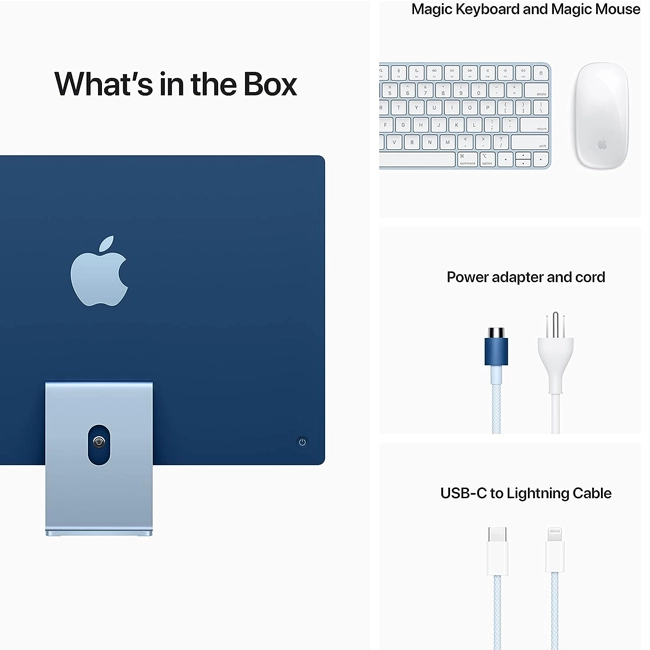 What's in the Box
Magic Keyboard and Magic Mouse
Power adapter and cord
USB-C to Lightning Cable